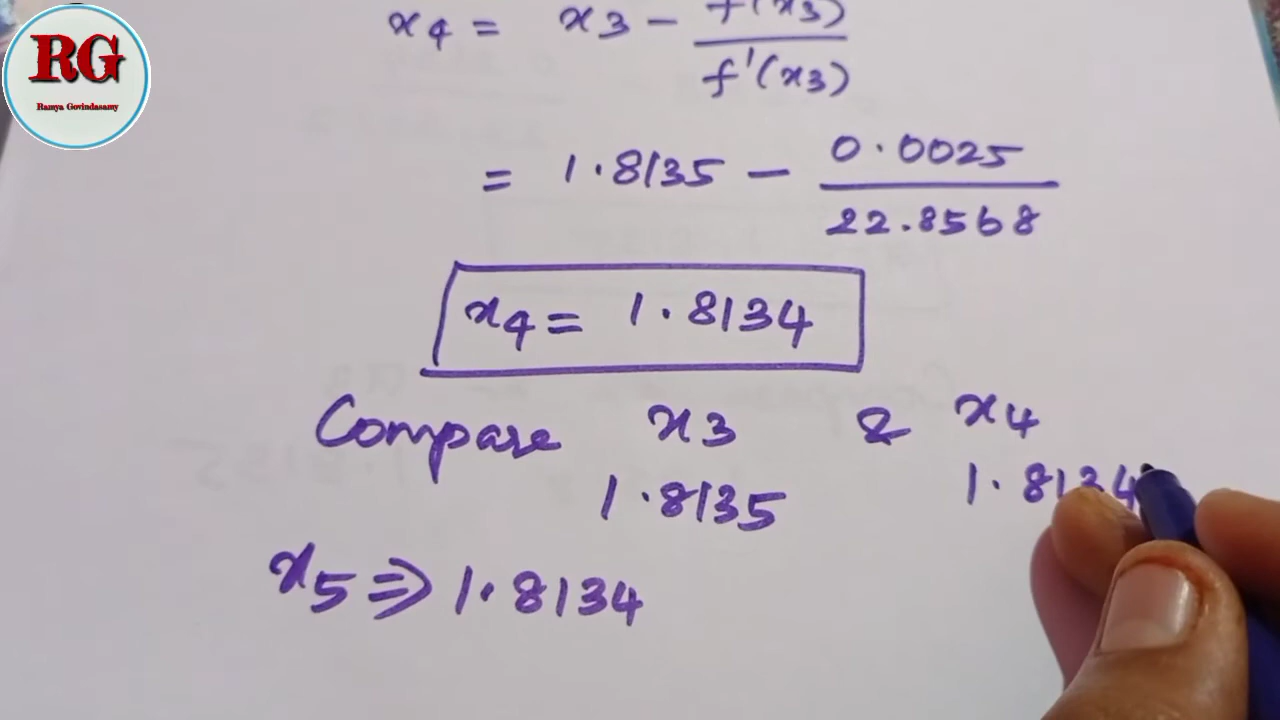 RG
Ramya Govindasamy
x4 = x3 - f(x3)
f'(x3)
= 1.8135 - 0.0025
22.8568
x4 = 1.8134
Compare x3 & x4
1.8135 1.8134
x5 ⇒ 1.8134